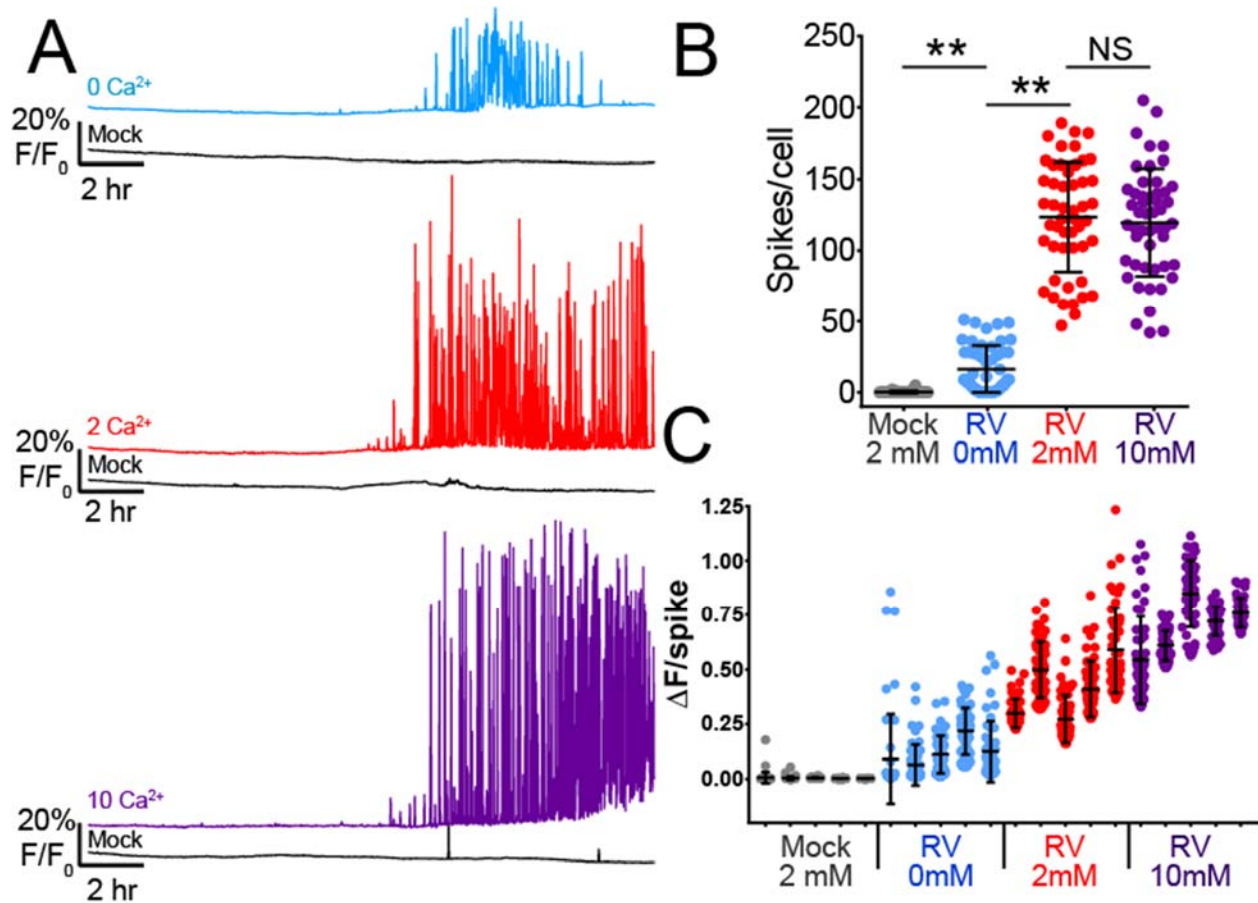 A
0 Ca²⁺
20%
F/F₀
Mock
2 hr
2 Ca²⁺
20%
F/F₀
Mock
2 hr
10 Ca²⁺
20%
F/F₀
Mock
2 hr
B
Spikes/cell
250
200
150
100
50
0
**
**
NS
Mock
2 mM
RV
0mM
RV
2mM
RV
10mM
C
ΔF/spike
1.25
1.00
0.75
0.50
0.25
0.00
Mock
2 mM
RV
0mM
RV
2mM
RV
10mM